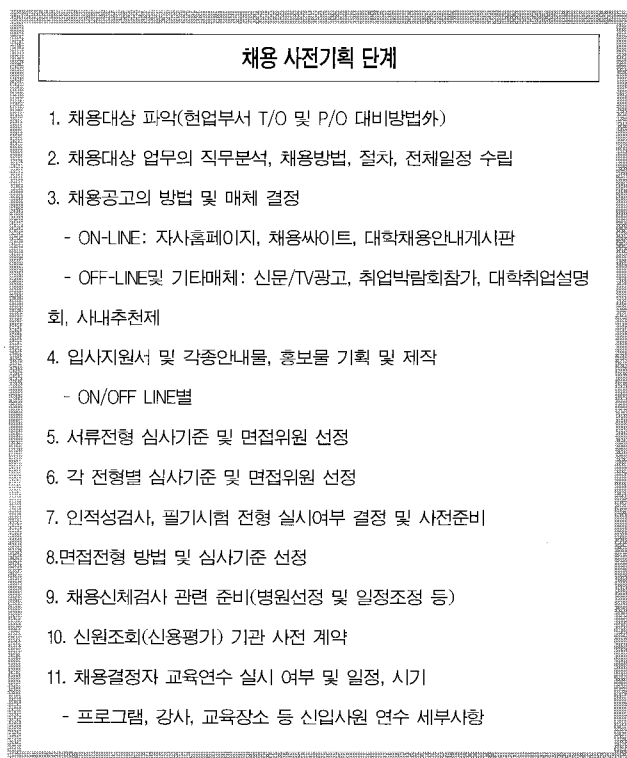 채용 사전기획 단계
1. 채용대상 파악(현업부서 T/O 및 P/O 대비방법外)
2. 채용대상 업무의 직무분석, 채용방법, 절차, 전체일정 수립
3. 채용공고의 방법 및 매체 결정
- ON-LINE: 자사홈페이지, 채용싸이트, 대학채용안내게시판
- OFF-LINE및 기타매체: 신문/TV광고, 취업박람회참가, 대학취업설명
회, 사내추천제
4. 입사지원서 및 각종안내물, 홍보물 기획 및 제작
- ON/OFF LINE별
5. 서류전형 심사기준 및 면접위원 선정
6. 각 전형별 심사기준 및 면접위원 선정
7. 인적성검사, 필기시험 전형 실시여부 결정 및 사전준비
8.면접전형 방법 및 심사기준 선정
9. 채용신체검사 관련 준비(병원선정 및 일정조정 등)
10. 신원조회(신용평가) 기관 사전 계약
11. 채용결정자 교육연수 실시 여부 및 일정, 시기
- 프로그램, 강사, 교육장소 등 신입사원 연수 세부사항